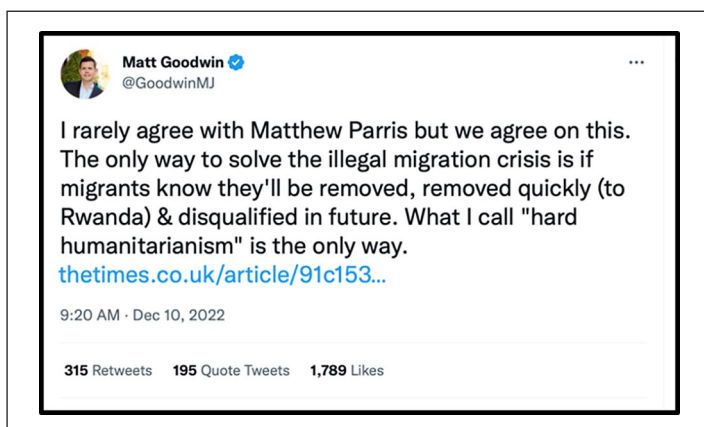 Matt Goodwin
@GoodwinMJ
I rarely agree with Matthew Parris but we agree on this.
The only way to solve the illegal migration crisis is if
migrants know they'll be removed, removed quickly (to
Rwanda) & disqualified in future. What I call "hard
humanitarianism" is the only way.
thetimes.co.uk/article/91c153...
9:20 AM · Dec 10, 2022
315 Retweets 195 Quote Tweets 1,789 Likes